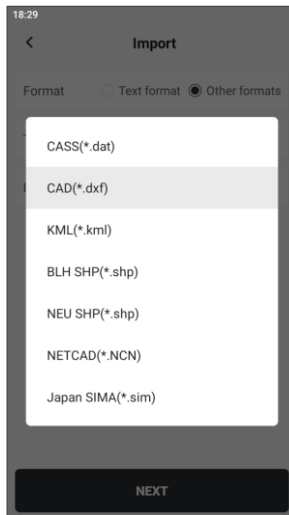 18:29
Import
Format Text format Other formats
CASS(*.dat)
CAD(*.dxf)
KML(*.kml)
BLH SHP(*.shp)
NEU SHP(*.shp)
NETCAD(*.NCN)
Japan SIMA(*.sim)
NEXT